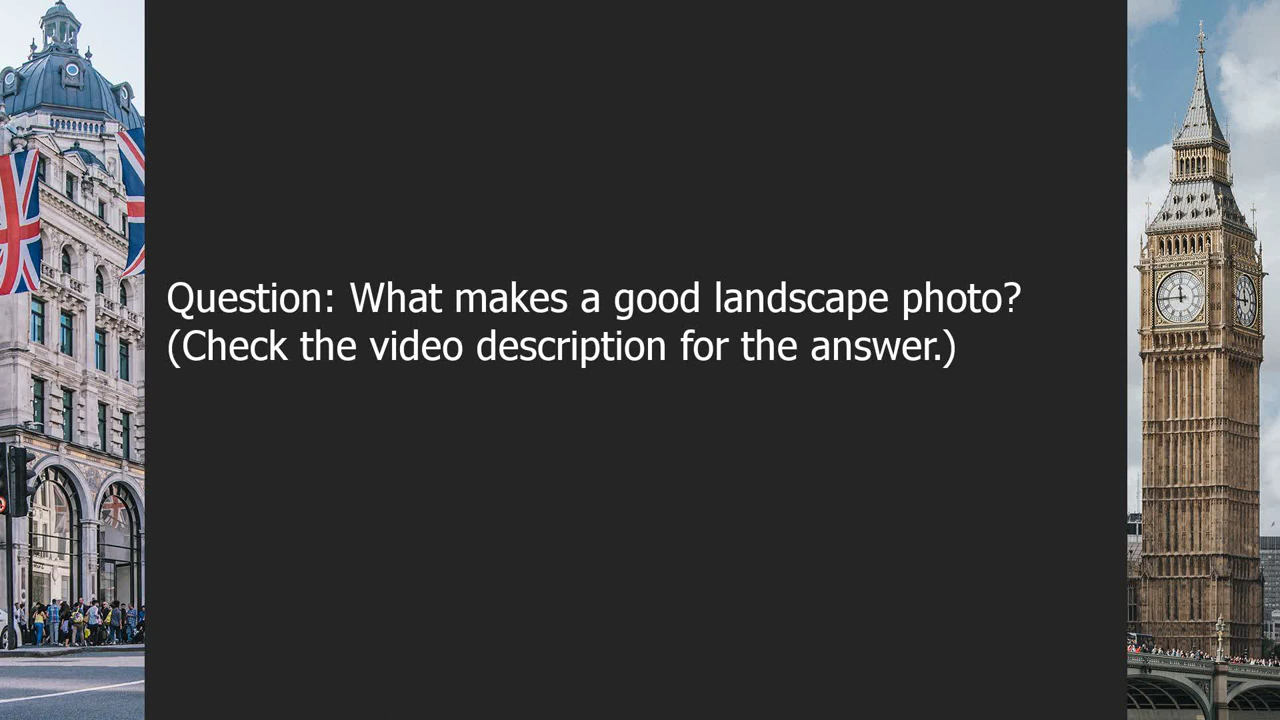 Question: What makes a good landscape photo?
(Check the video description for the answer.)